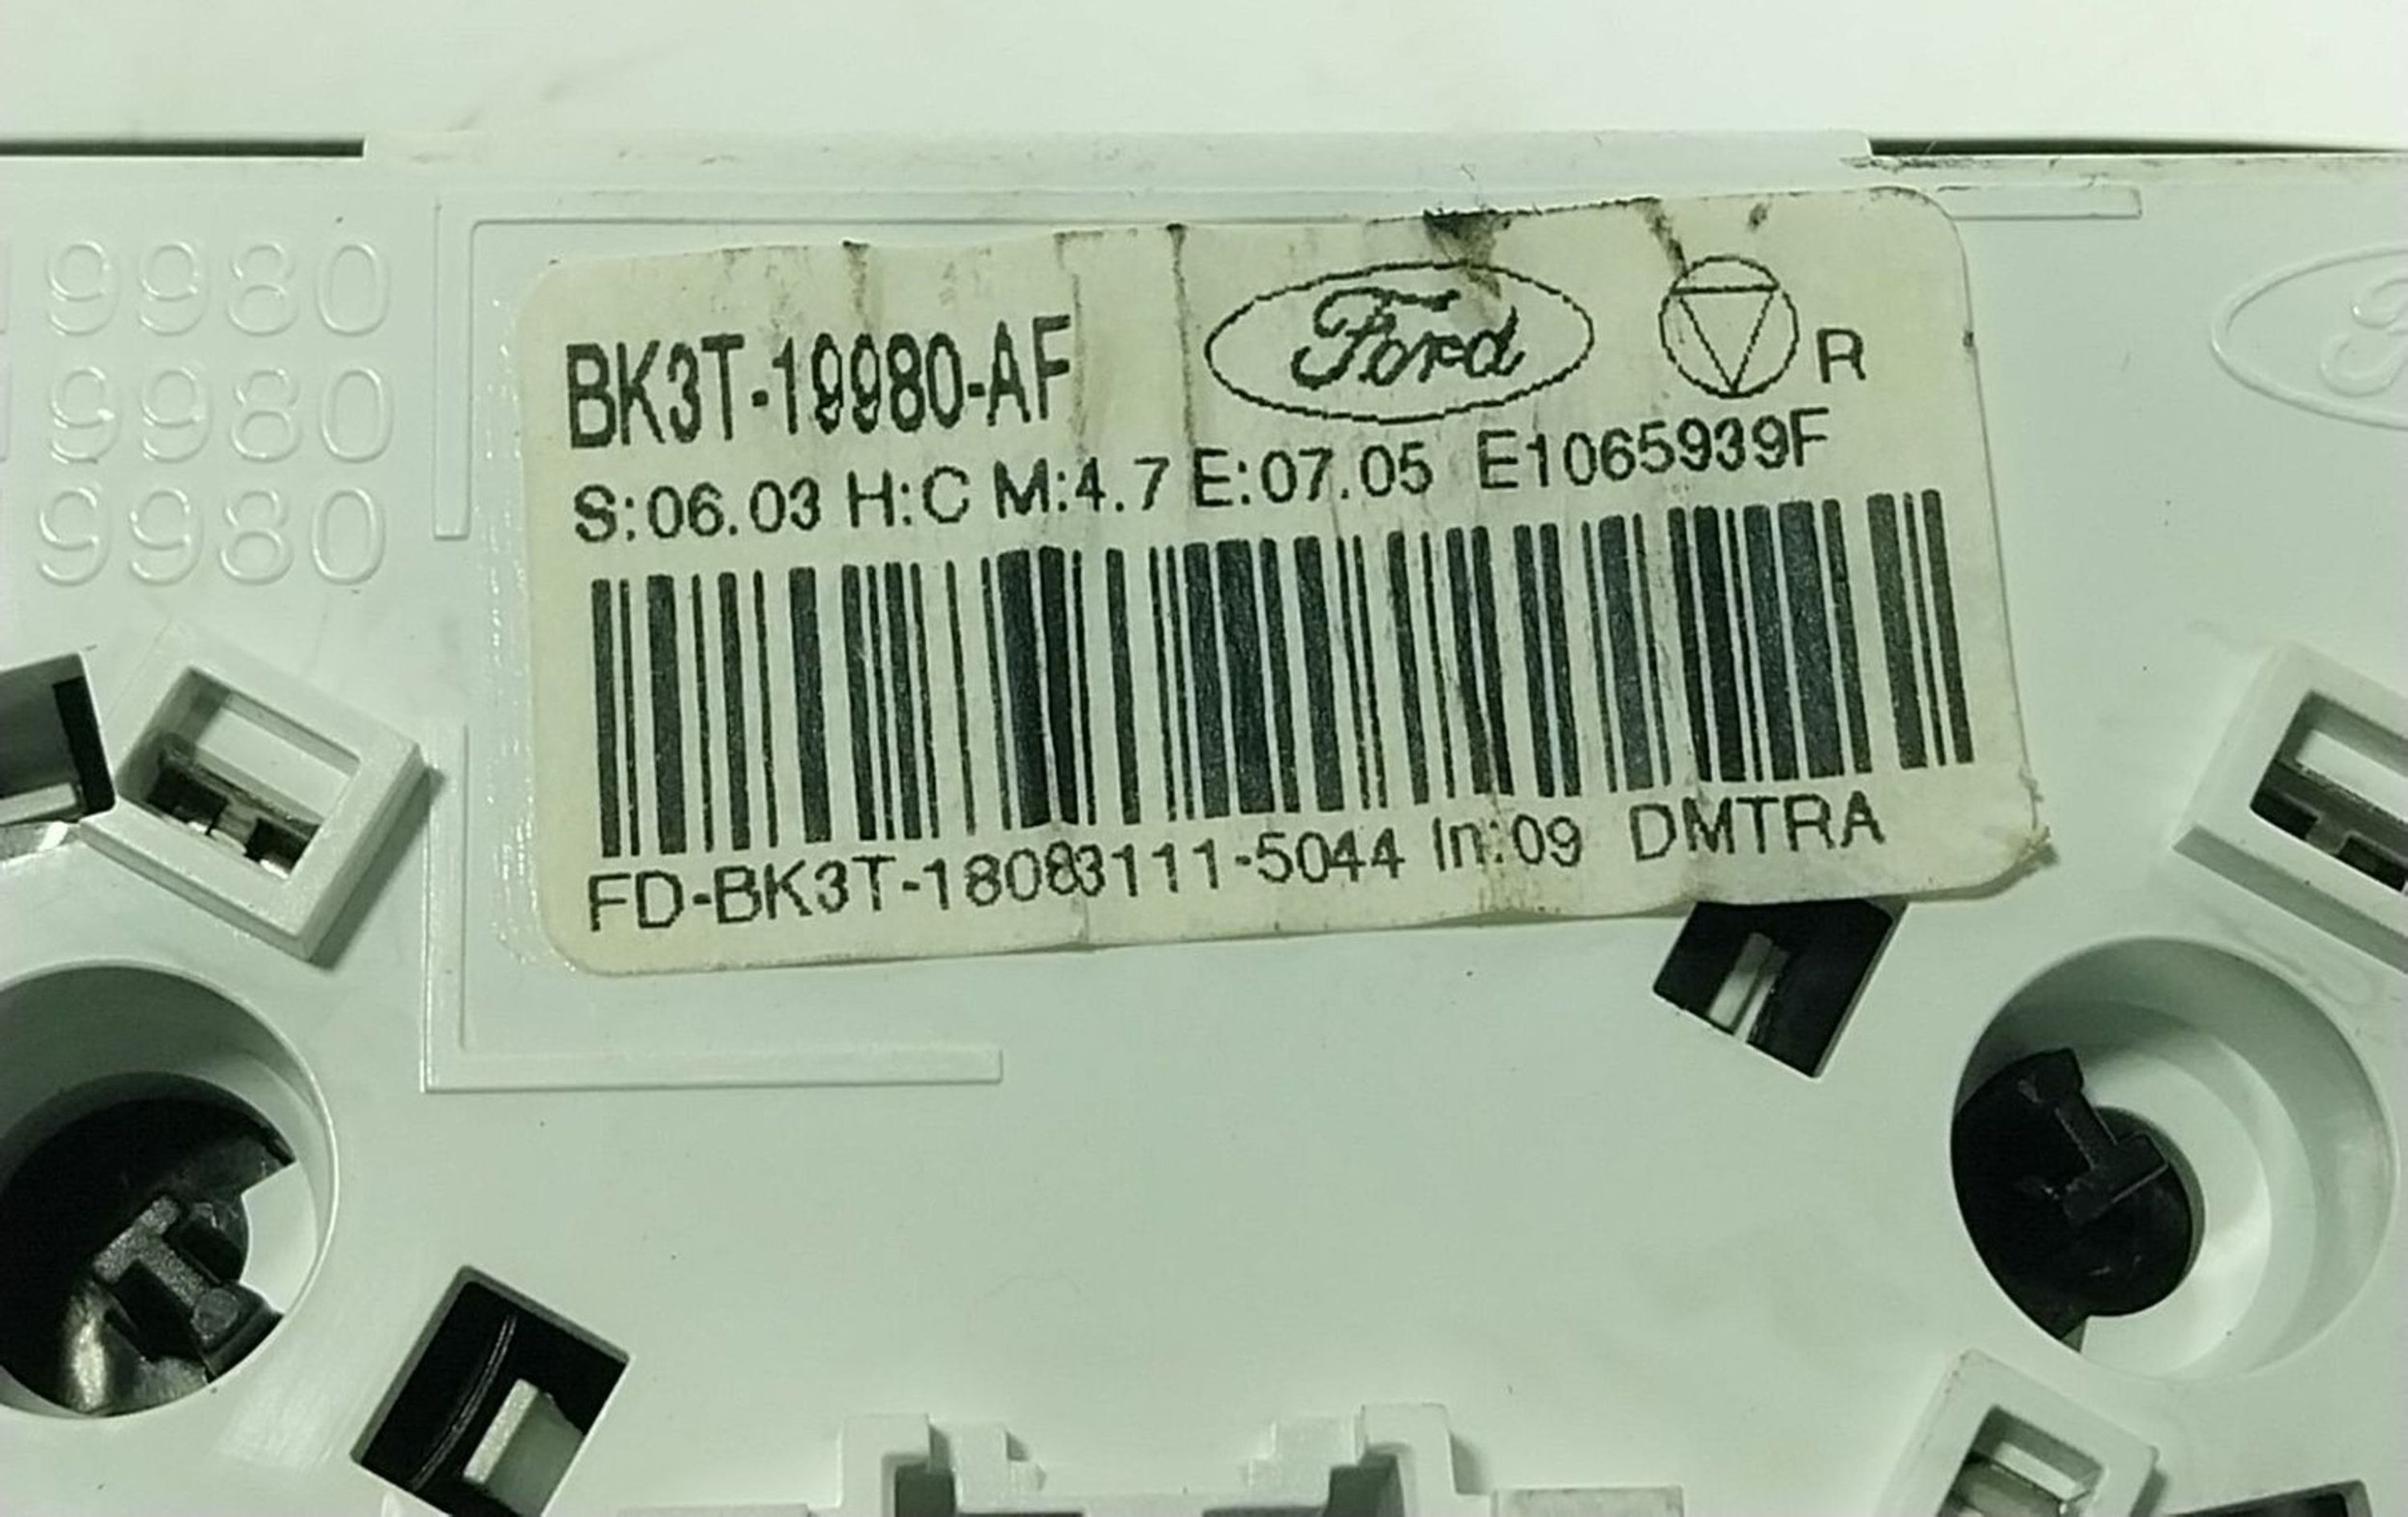 9980
9980
9980
BK3T-19980-AF Ford R
S:06.03 H:C M:4.7 E:07.05 E1065939F
FD-BK3T-18083111-5044 In:09 DMTRA